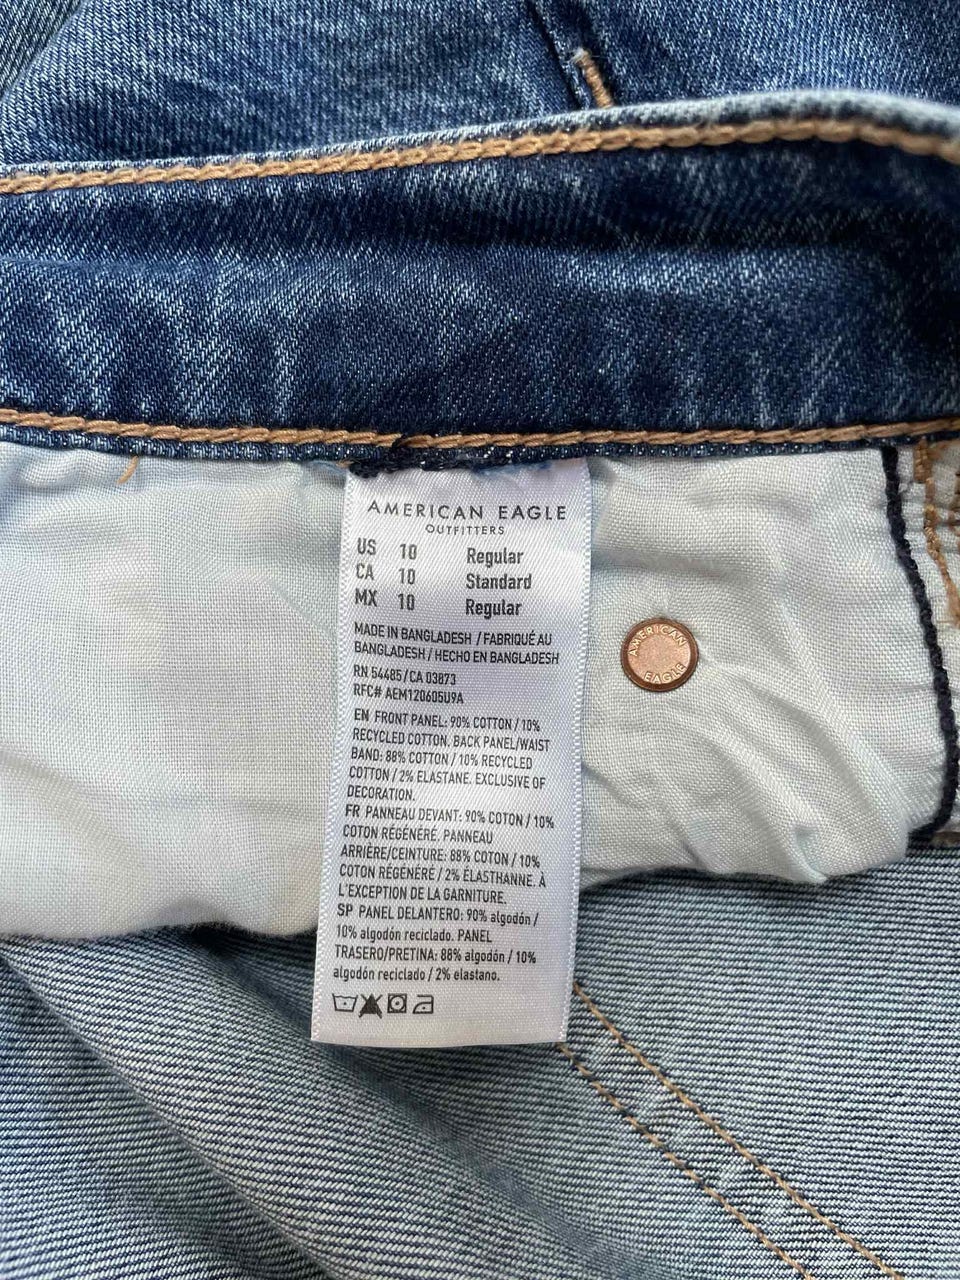 AMERICAN EAGLE
OUTFITTERS
US 10 Regular
CA 10 Standard
MX 10 Regular
MADE IN BANGLADESH / FABRIQUÉ AU
BANGLADESH / HECHO EN BANGLADESH
RN 54485/CA 03873
RFC# AEM120605U9A
EN FRONT PANEL: 90% COTTON / 10%
RECYCLED COTTON. BACK PANEL/WAIST
BAND: 88% COTTON / 10% RECYCLED
COTTON / 2% ELASTANE. EXCLUSIVE OF
DECORATION.
FR PANNEAU DEVANT: 90% COTON / 10%
COTON RÉGÉNÉRÉ. PANNEAU
ARRIÈRE/CEINTURE: 88% COTON / 10%
COTON RÉGÉNÉRÉ / 2% ÉLASTHANNE. À
L'EXCEPTION DE LA GARNITURE.
SP PANEL DELANTERO: 90% algodón /
10% algodón reciclado. PANEL
TRASERO/PRETINA: 88% algodón / 10%
algodón reciclado / 2% elastano.
AMERICAN
EAGLE